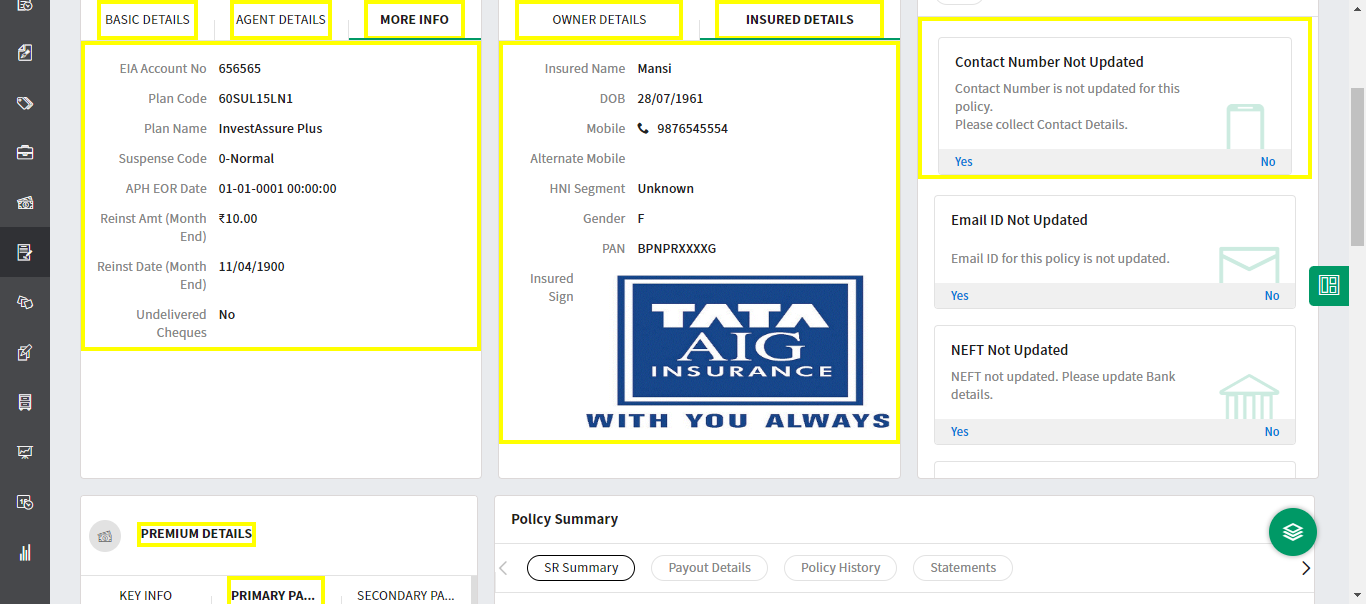 BASIC DETAILS
AGENT DETAILS
MORE INFO
EIA Account No 656565
Plan Code 60SUL15LN1
Plan Name InvestAssure Plus
Suspense Code 0-Normal
APH EOR Date 01-01-0001 00:00:00
Reinst Amt (Month ₹10.00
End)
Reinst Date (Month 11/04/1900
End)
Undelivered No
Cheques
OWNER DETAILS
INSURED DETAILS
Insured Name Mansi
DOB 28/07/1961
Mobile 9876545554
Alternate Mobile
HNI Segment Unknown
Gender F
PAN BPNPRXXXXG
Insured
Sign
TATA
AIG
INSURANCE
WITH YOU ALWAYS
Contact Number Not Updated
Contact Number is not updated for this
policy.
Please collect Contact Details.
Yes No
Email ID Not Updated
Email ID for this policy is not updated.
Yes No
NEFT Not Updated
NEFT not updated. Please update Bank
details.
Yes No
PREMIUM DETAILS
KEY INFO
PRIMARY PA...
SECONDARY PA...
Policy Summary
SR Summary
Payout Details
Policy History
Statements